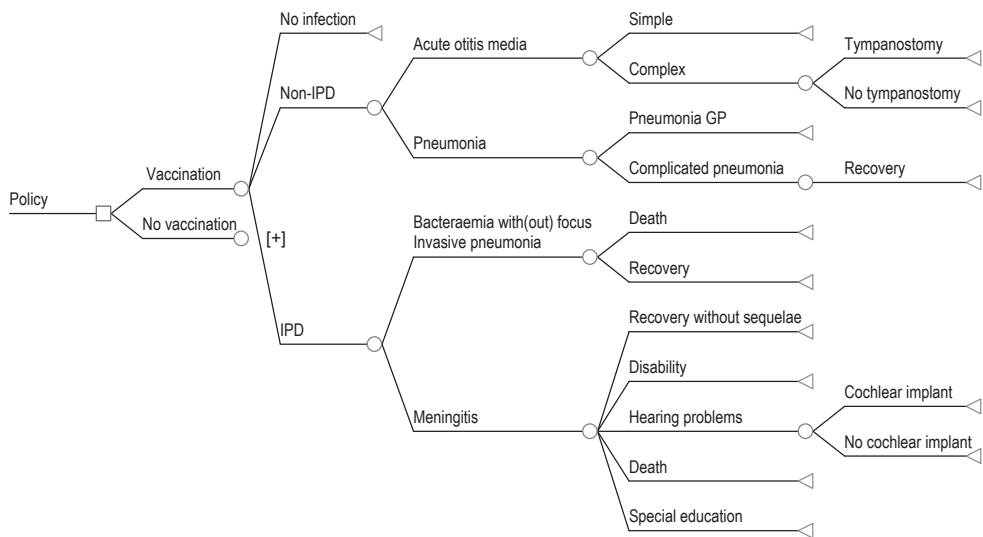 No infection
Simple
Acute otitis media
Tympanostomy
Complex
Non-IPD
No tympanostomy
Pneumonia GP
Pneumonia
Complicated pneumonia
Recovery
Vaccination
Policy
No vaccination
[+]
Bacteraemia with(out) focus
Invasive pneumonia
Death
Recovery
IPD
Recovery without sequelae
Disability
Cochlear implant
Meningitis
Hearing problems
No cochlear implant
Death
Special education